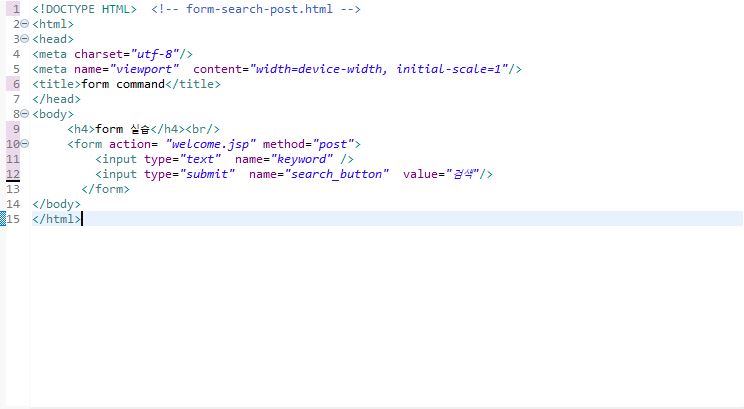 1 <!DOCTYPE HTML>  <!-- form-search-post.html -->
2 <html>
3 <head>
4 <meta charset="utf-8"/>
5 <meta name="viewport"  content="width=device-width, initial-scale=1"/>
6 <title>form command</title>
7 </head>
8 <body>
9     <h4>form 실습</h4><br/>
10     <form action= "welcome.jsp" method="post">
11         <input type="text"  name="keyword" />
12         <input type="submit"  name="search_button"  value="검색"/>
13       </form>
14 </body>
15 </html>